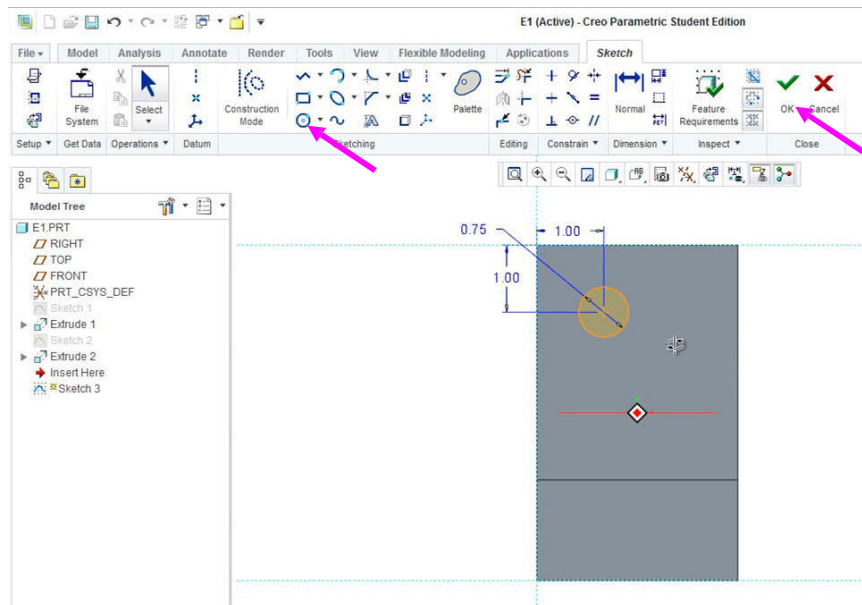 E1 (Active) - Creo Parametric Student Edition
File Model Analysis Annotate Render Tools View Flexible Modeling Applications Sketch
File System
Select
Construction Mode
Palette
Normal
Feature Requirements
OK
Cancel
Setup Get Data Operations Datum Sketching Editing Constrain Dimension Inspect Close
Model Tree
E1.PRT
RIGHT
TOP
FRONT
PRT_CSYS_DEF
Sketch 1
Extrude 1
Sketch 2
Extrude 2
Insert Here
Sketch 3
0.75
1.00
1.00